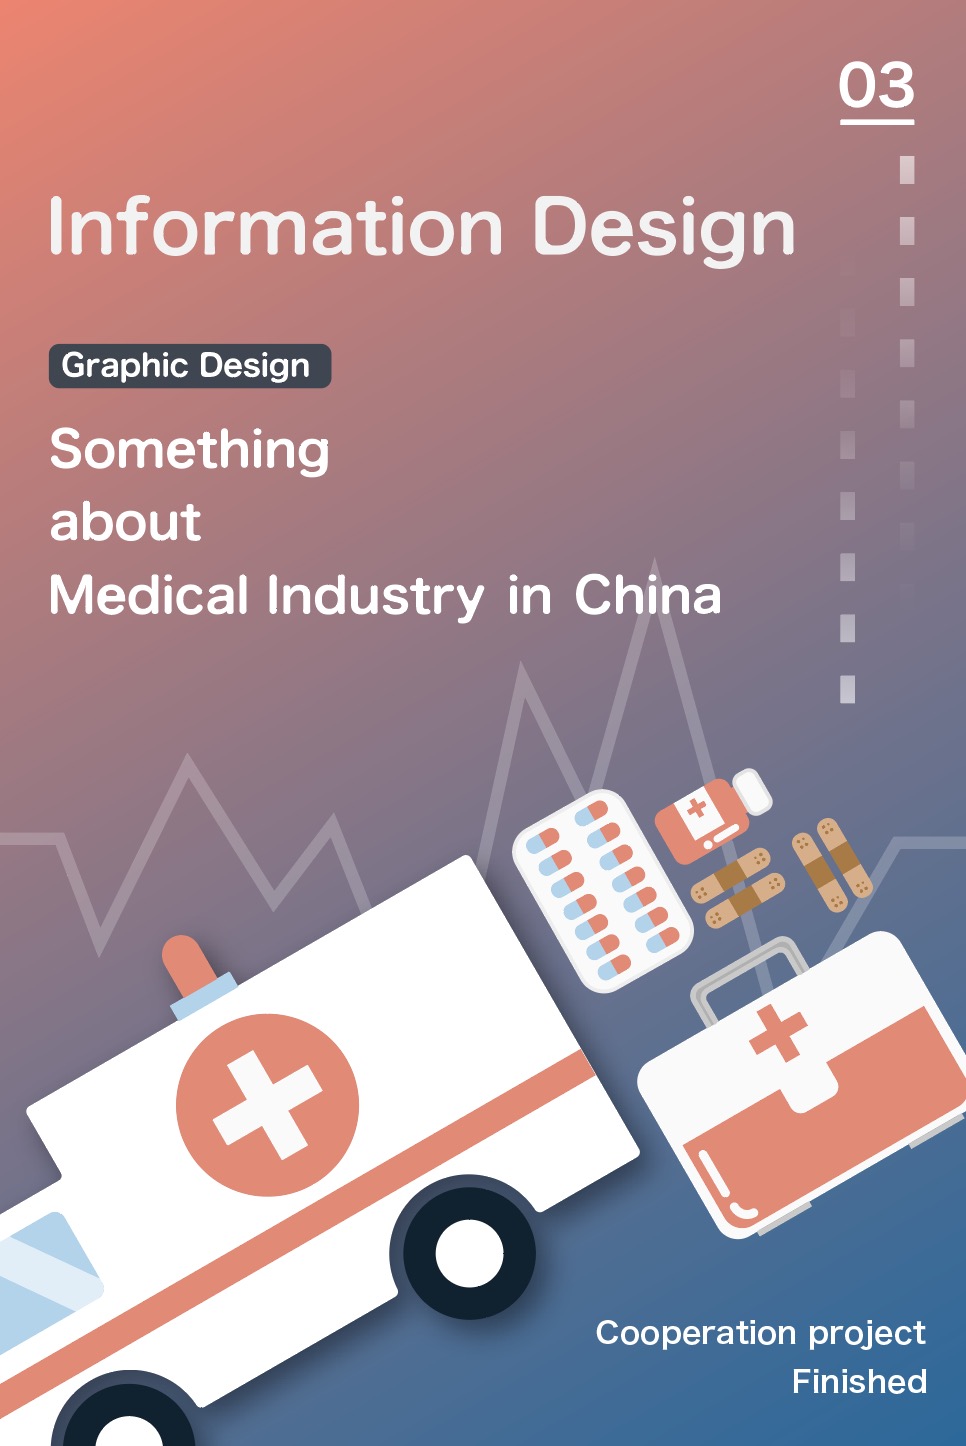 03
Information Design
Graphic Design
Something
about
Medical Industry in China
Cooperation project
Finished